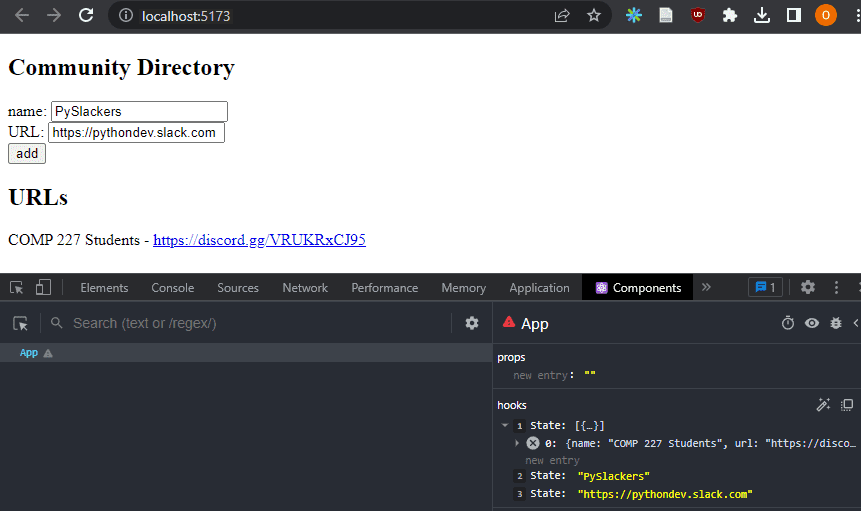 localhost:5173
O
Community Directory
name: PySlackers
URL: https://pythondev.slack.com
add
URLs
COMP 227 Students - https://discord.gg/VRUKRxCJ95
Elements Console Sources Network Performance Memory Application Components » 1
Search (text or /regex/)
App
App
props
new entry: ""
hooks
1 State: [{…}]
0: {name: "COMP 227 Students", url: "https://disco…
new entry
2 State: "PySlackers"
3 State: "https://pythondev.slack.com"